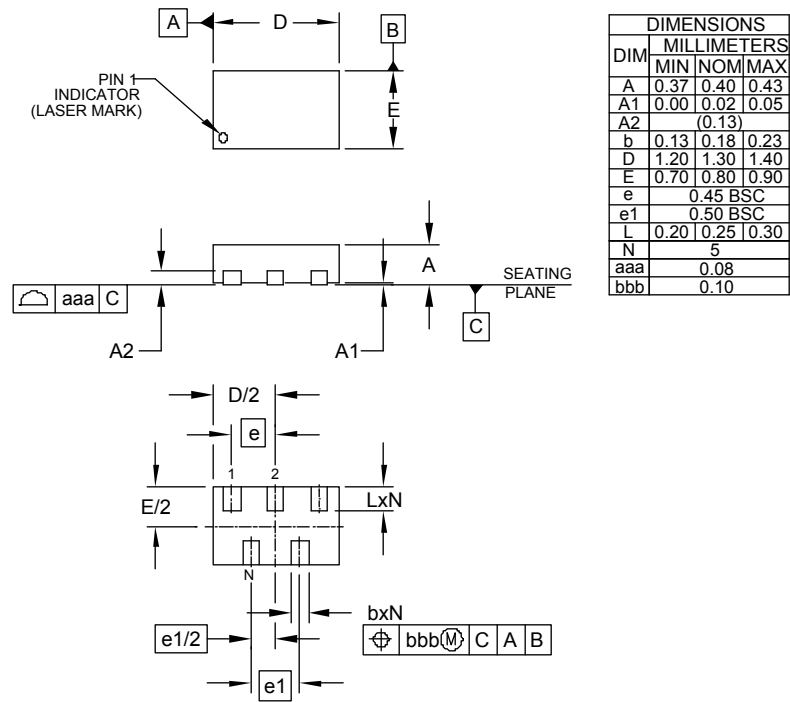 A
D
B
PIN 1
INDICATOR
(LASER MARK)
E
A
SEATING
PLANE
aaa C
C
A2
A1
D/2
e
1 2
E/2
LxN
N
bxN
e1/2
bbb M C A B
e1
DIMENSIONS
DIM MILLIMETERS
MIN NOM MAX
A 0.37 0.40 0.43
A1 0.00 0.02 0.05
A2 (0.13)
b 0.13 0.18 0.23
D 1.20 1.30 1.40
E 0.70 0.80 0.90
e 0.45 BSC
e1 0.50 BSC
L 0.20 0.25 0.30
N 5
aaa 0.08
bbb 0.10